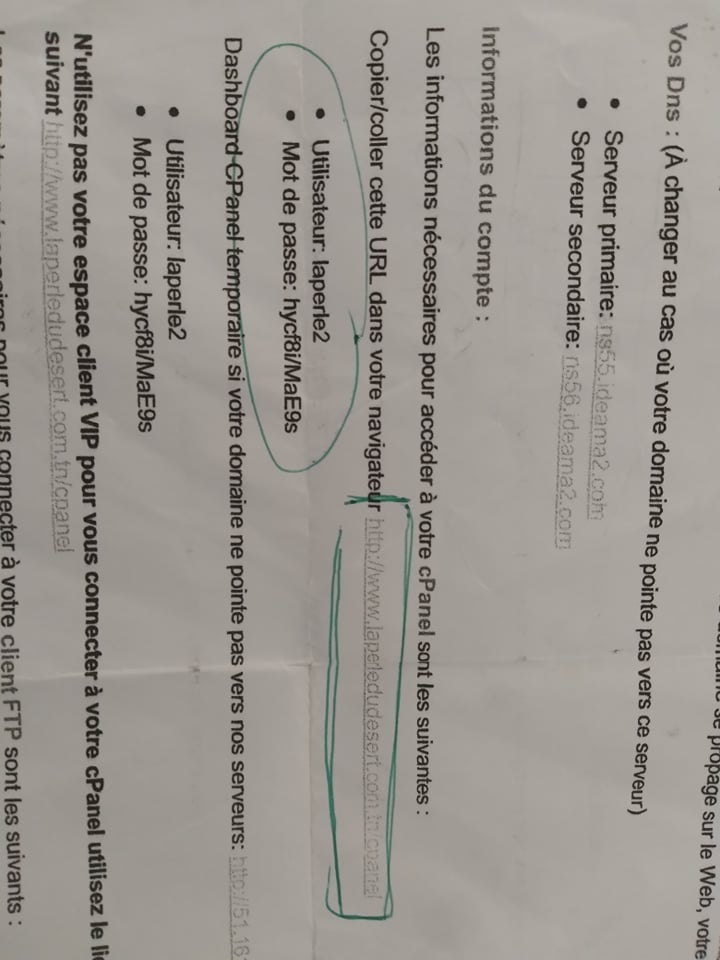 se propage sur le Web, votre
Vos Dns : (À changer au cas où votre domaine ne pointe pas vers ce serveur)
• Serveur primaire: ns55.ideama2.com
• Serveur secondaire: ns56.ideama2.com
Informations du compte :
Les informations nécessaires pour accéder à votre cPanel sont les suivantes :
Copier/coller cette URL dans votre navigateur http://www.laperledudesert.com.tn/cpanel
• Utilisateur: laperle2
• Mot de passe: hycf8i/MaE9s
Dashboard CPanel temporaire si votre domaine ne pointe pas vers nos serveurs: http://51.16
• Utilisateur: laperle2
• Mot de passe: hycf8i/MaE9s
N'utilisez pas votre espace client VIP pour vous connecter à votre cPanel utilisez le
suivant http://www.laperledudesert.com.tn/cpanel
pour vous connecter à votre client FTP sont les suivants :